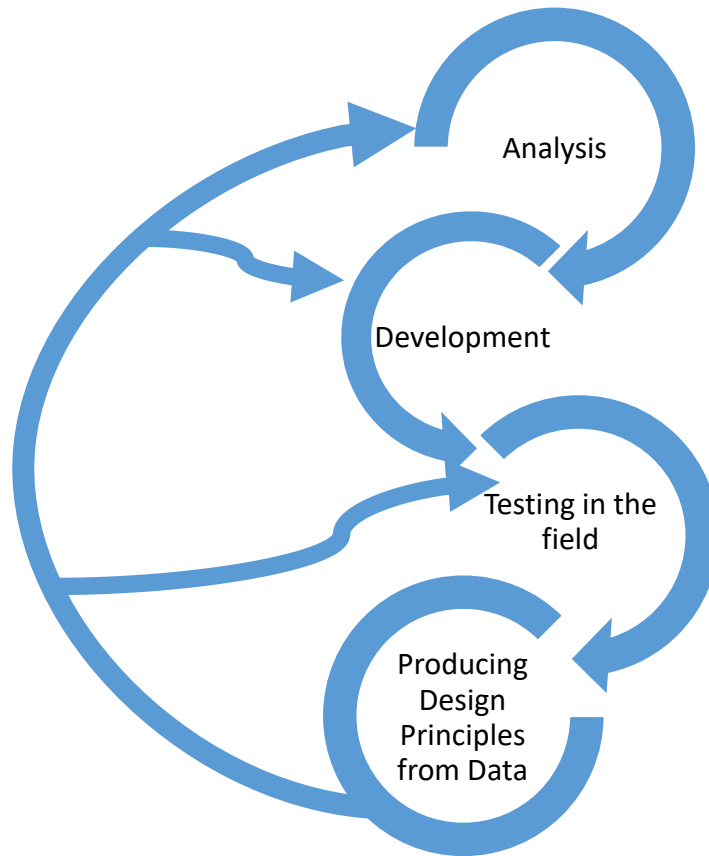 Analysis
Development
Testing in the
field
Producing
Design
Principles
from Data